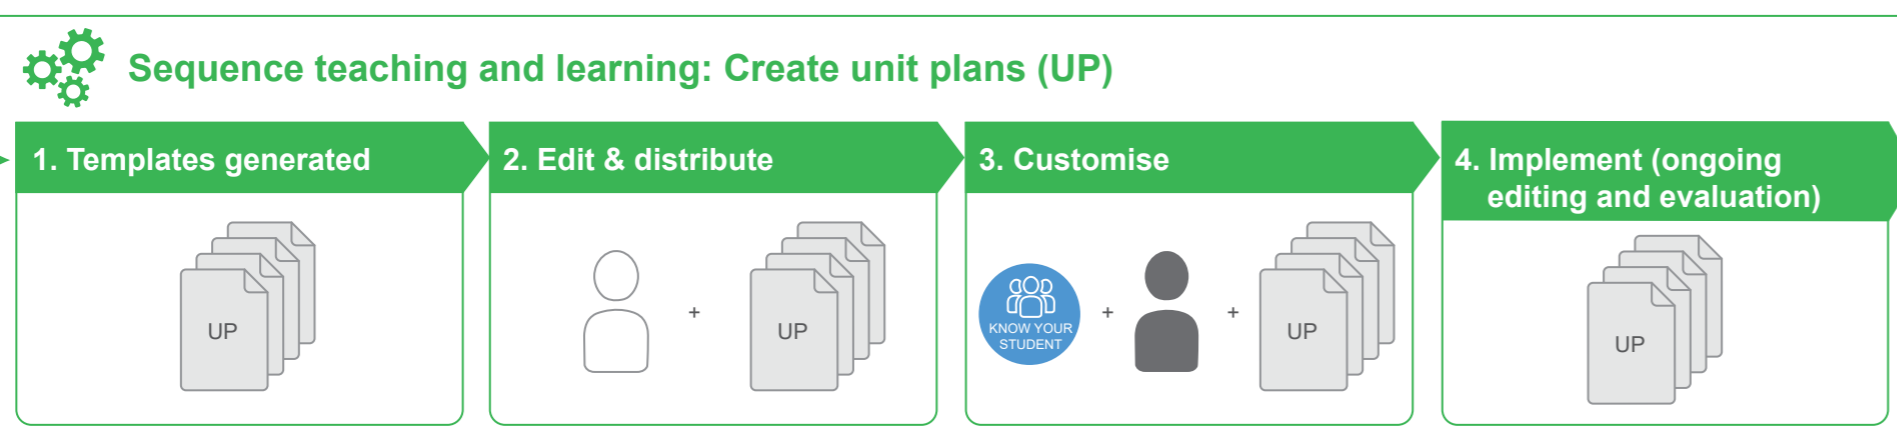 Sequence teaching and learning: Create unit plans (UP)
1. Templates generated
2. Edit & distribute
3. Customise
4. Implement (ongoing
editing and evaluation)
UP
+
UP
KNOW YOUR
STUDENT
+
+
UP
UP